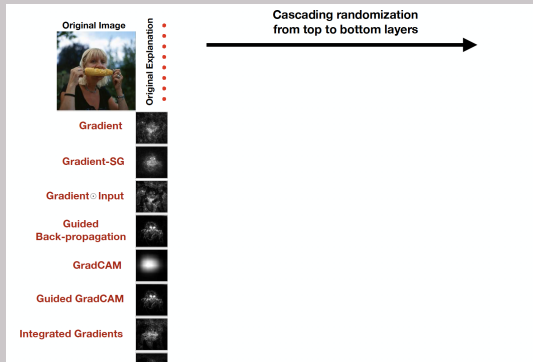 Cascading randomization
from top to bottom layers
Original Image
Original Explanation
Gradient
Gradient-SG
Gradient⊙Input
Guided
Back-propagation
GradCAM
Guided GradCAM
Integrated Gradients